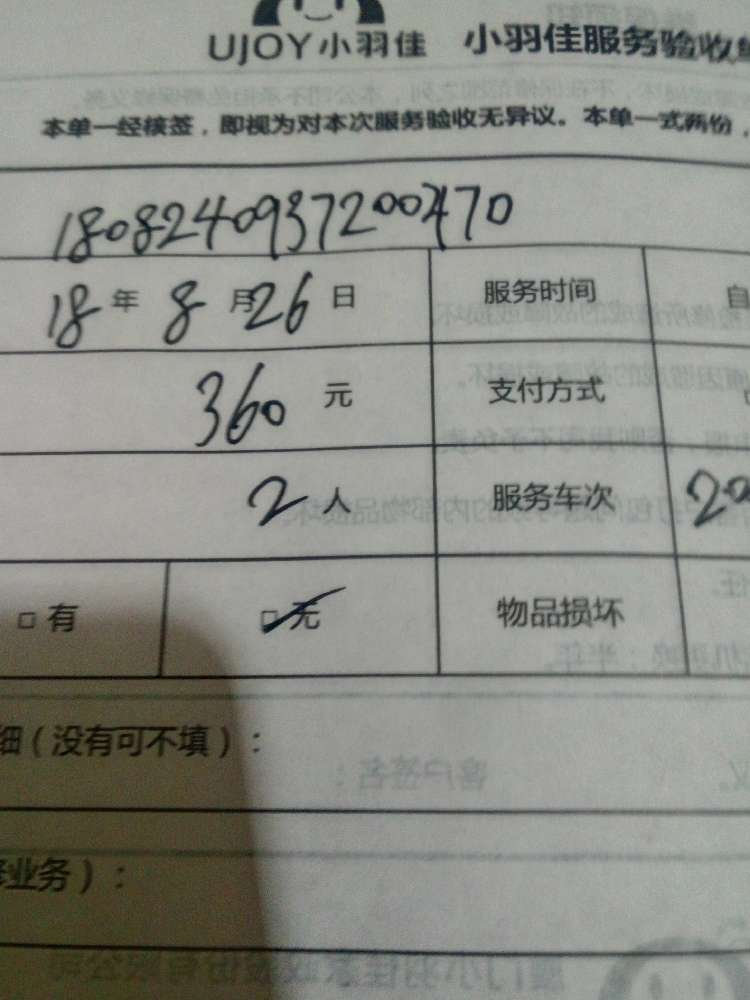 UJOY小羽佳 小羽佳服务验收
本单一经核签，即视为对本次服务验收无异议。本单一式两份，
180824093720047​0
18年8月26日 服务时间 自
360元 支付方式
2人 服务车次 20
□有 □无 物品损坏
细（没有可不填）：
业务）：